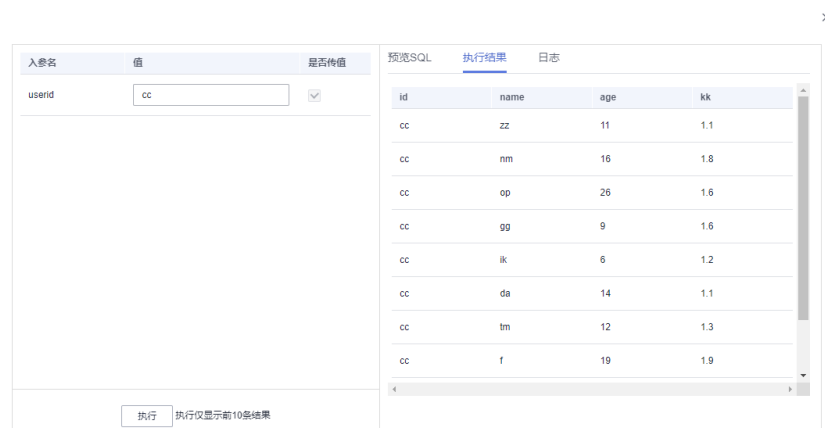 入参名 值 是否传值
userid cc
执行 执行仅显示前10条结果
预览SQL 执行结果 日志
id name age kk
cc zz 11 1.1
cc nm 16 1.8
cc op 26 1.6
cc gg 9 1.6
cc ik 6 1.2
cc da 14 1.1
cc tm 12 1.3
cc f 19 1.9